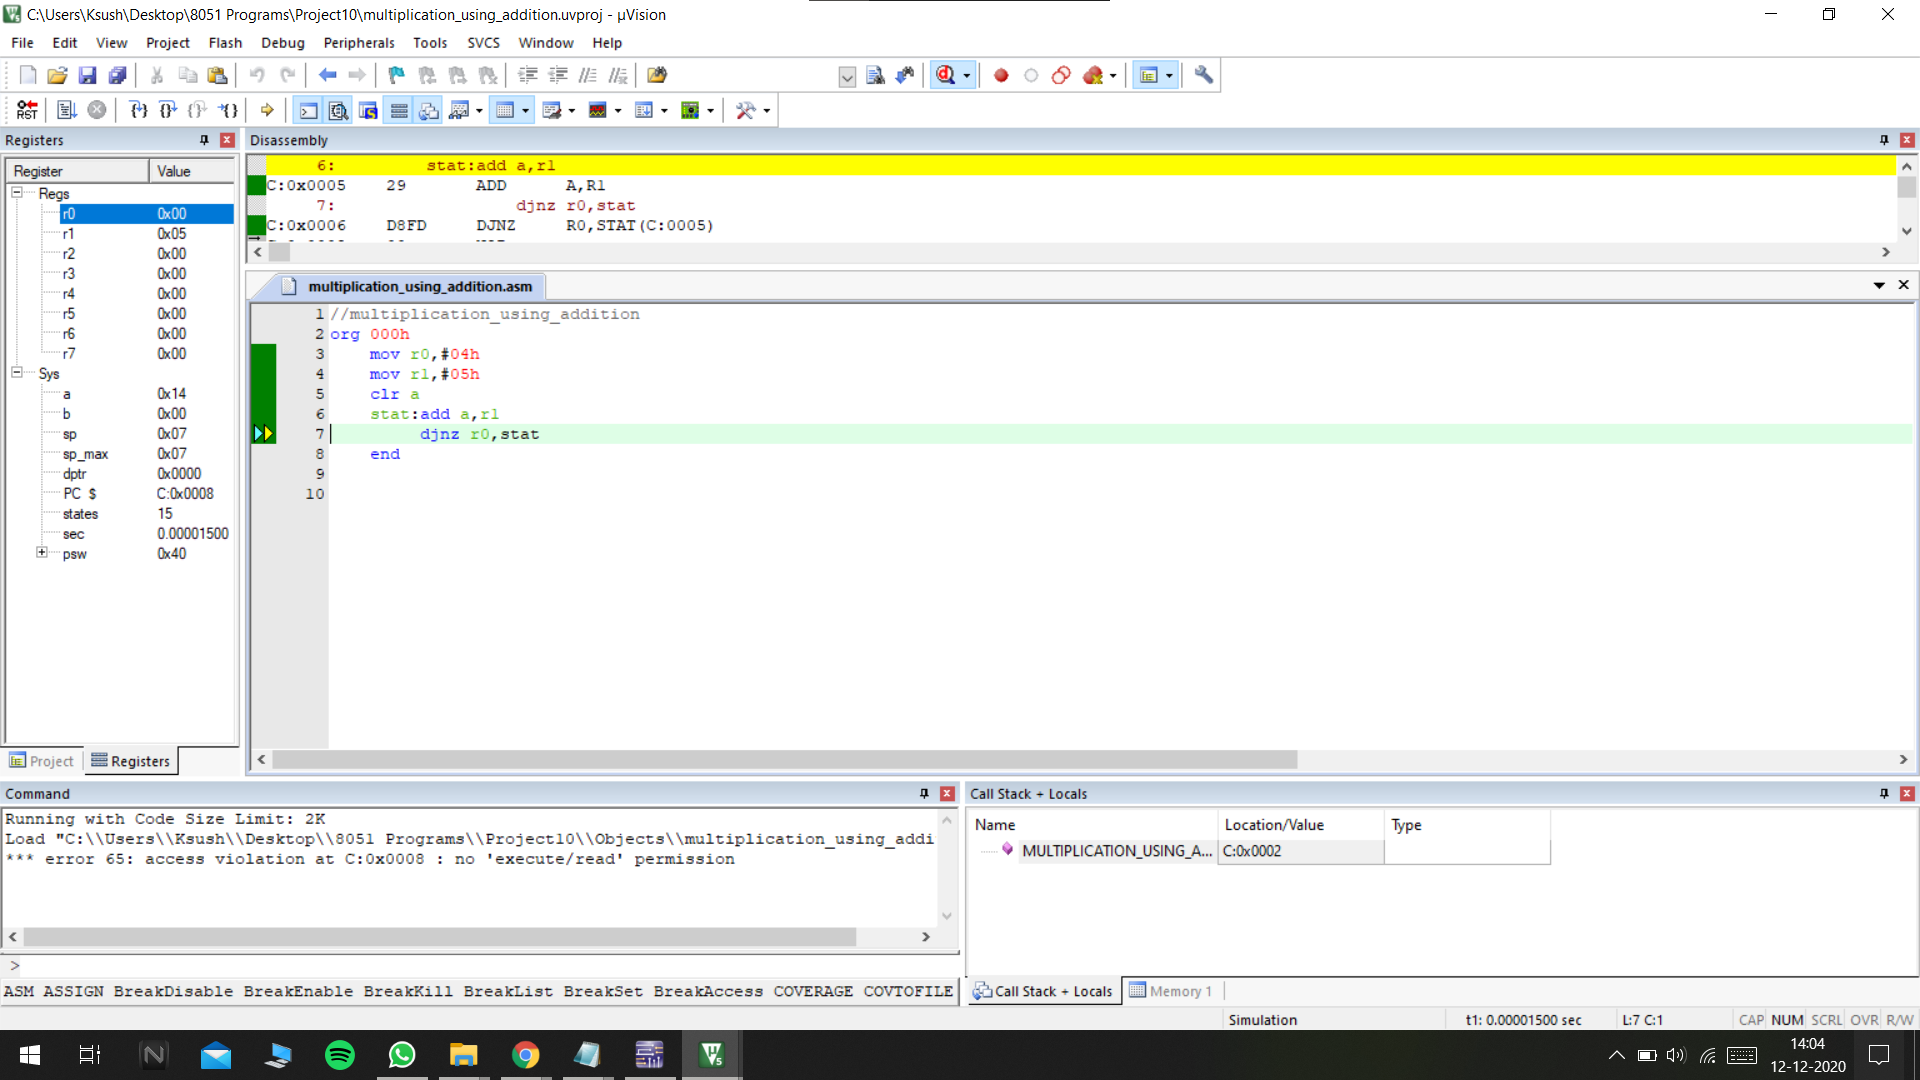 C:\Users\Ksush\Desktop\8051 Programs\Project10\multiplication_using_addition.uvproj - µVision
File Edit View Project Flash Debug Peripherals Tools SVCS Window Help
RST
Registers
Register Value
Regs
r0 0x00
r1 0x05
r2 0x00
r3 0x00
r4 0x00
r5 0x00
r6 0x00
r7 0x00
Sys
a 0x14
b 0x00
sp 0x07
sp_max 0x07
dptr 0x0000
PC $ C:0x0008
states 15
sec 0.00001500
psw 0x40
Project Registers
Disassembly
6: stat:add a,r1
C:0x0005 29 ADD A,R1
7: djnz r0,stat
C:0x0006 D8FD DJNZ R0,STAT(C:0005)
multiplication_using_addition.asm
1 //multiplication_using_addition
2 org 000h
3 mov r0,#04h
4 mov r1,#05h
5 clr a
6 stat:add a,r1
7 djnz r0,stat
8 end
9
10
Command
Running with Code Size Limit: 2K
Load "C:\\Users\\Ksush\\Desktop\\8051 Programs\\Project10\\Objects\\multiplication_using_addi
*** error 65: access violation at C:0x0008 : no 'execute/read' permission
>
ASM ASSIGN BreakDisable BreakEnable BreakKill BreakList BreakSet BreakAccess COVERAGE COVTOFILE
Call Stack + Locals
Name Location/Value Type
MULTIPLICATION_USING_A... C:0x0002
Call Stack + Locals Memory 1
Simulation t1: 0.00001500 sec L:7 C:1 CAP NUM SCRL OVR R/W
14:04
12-12-2020